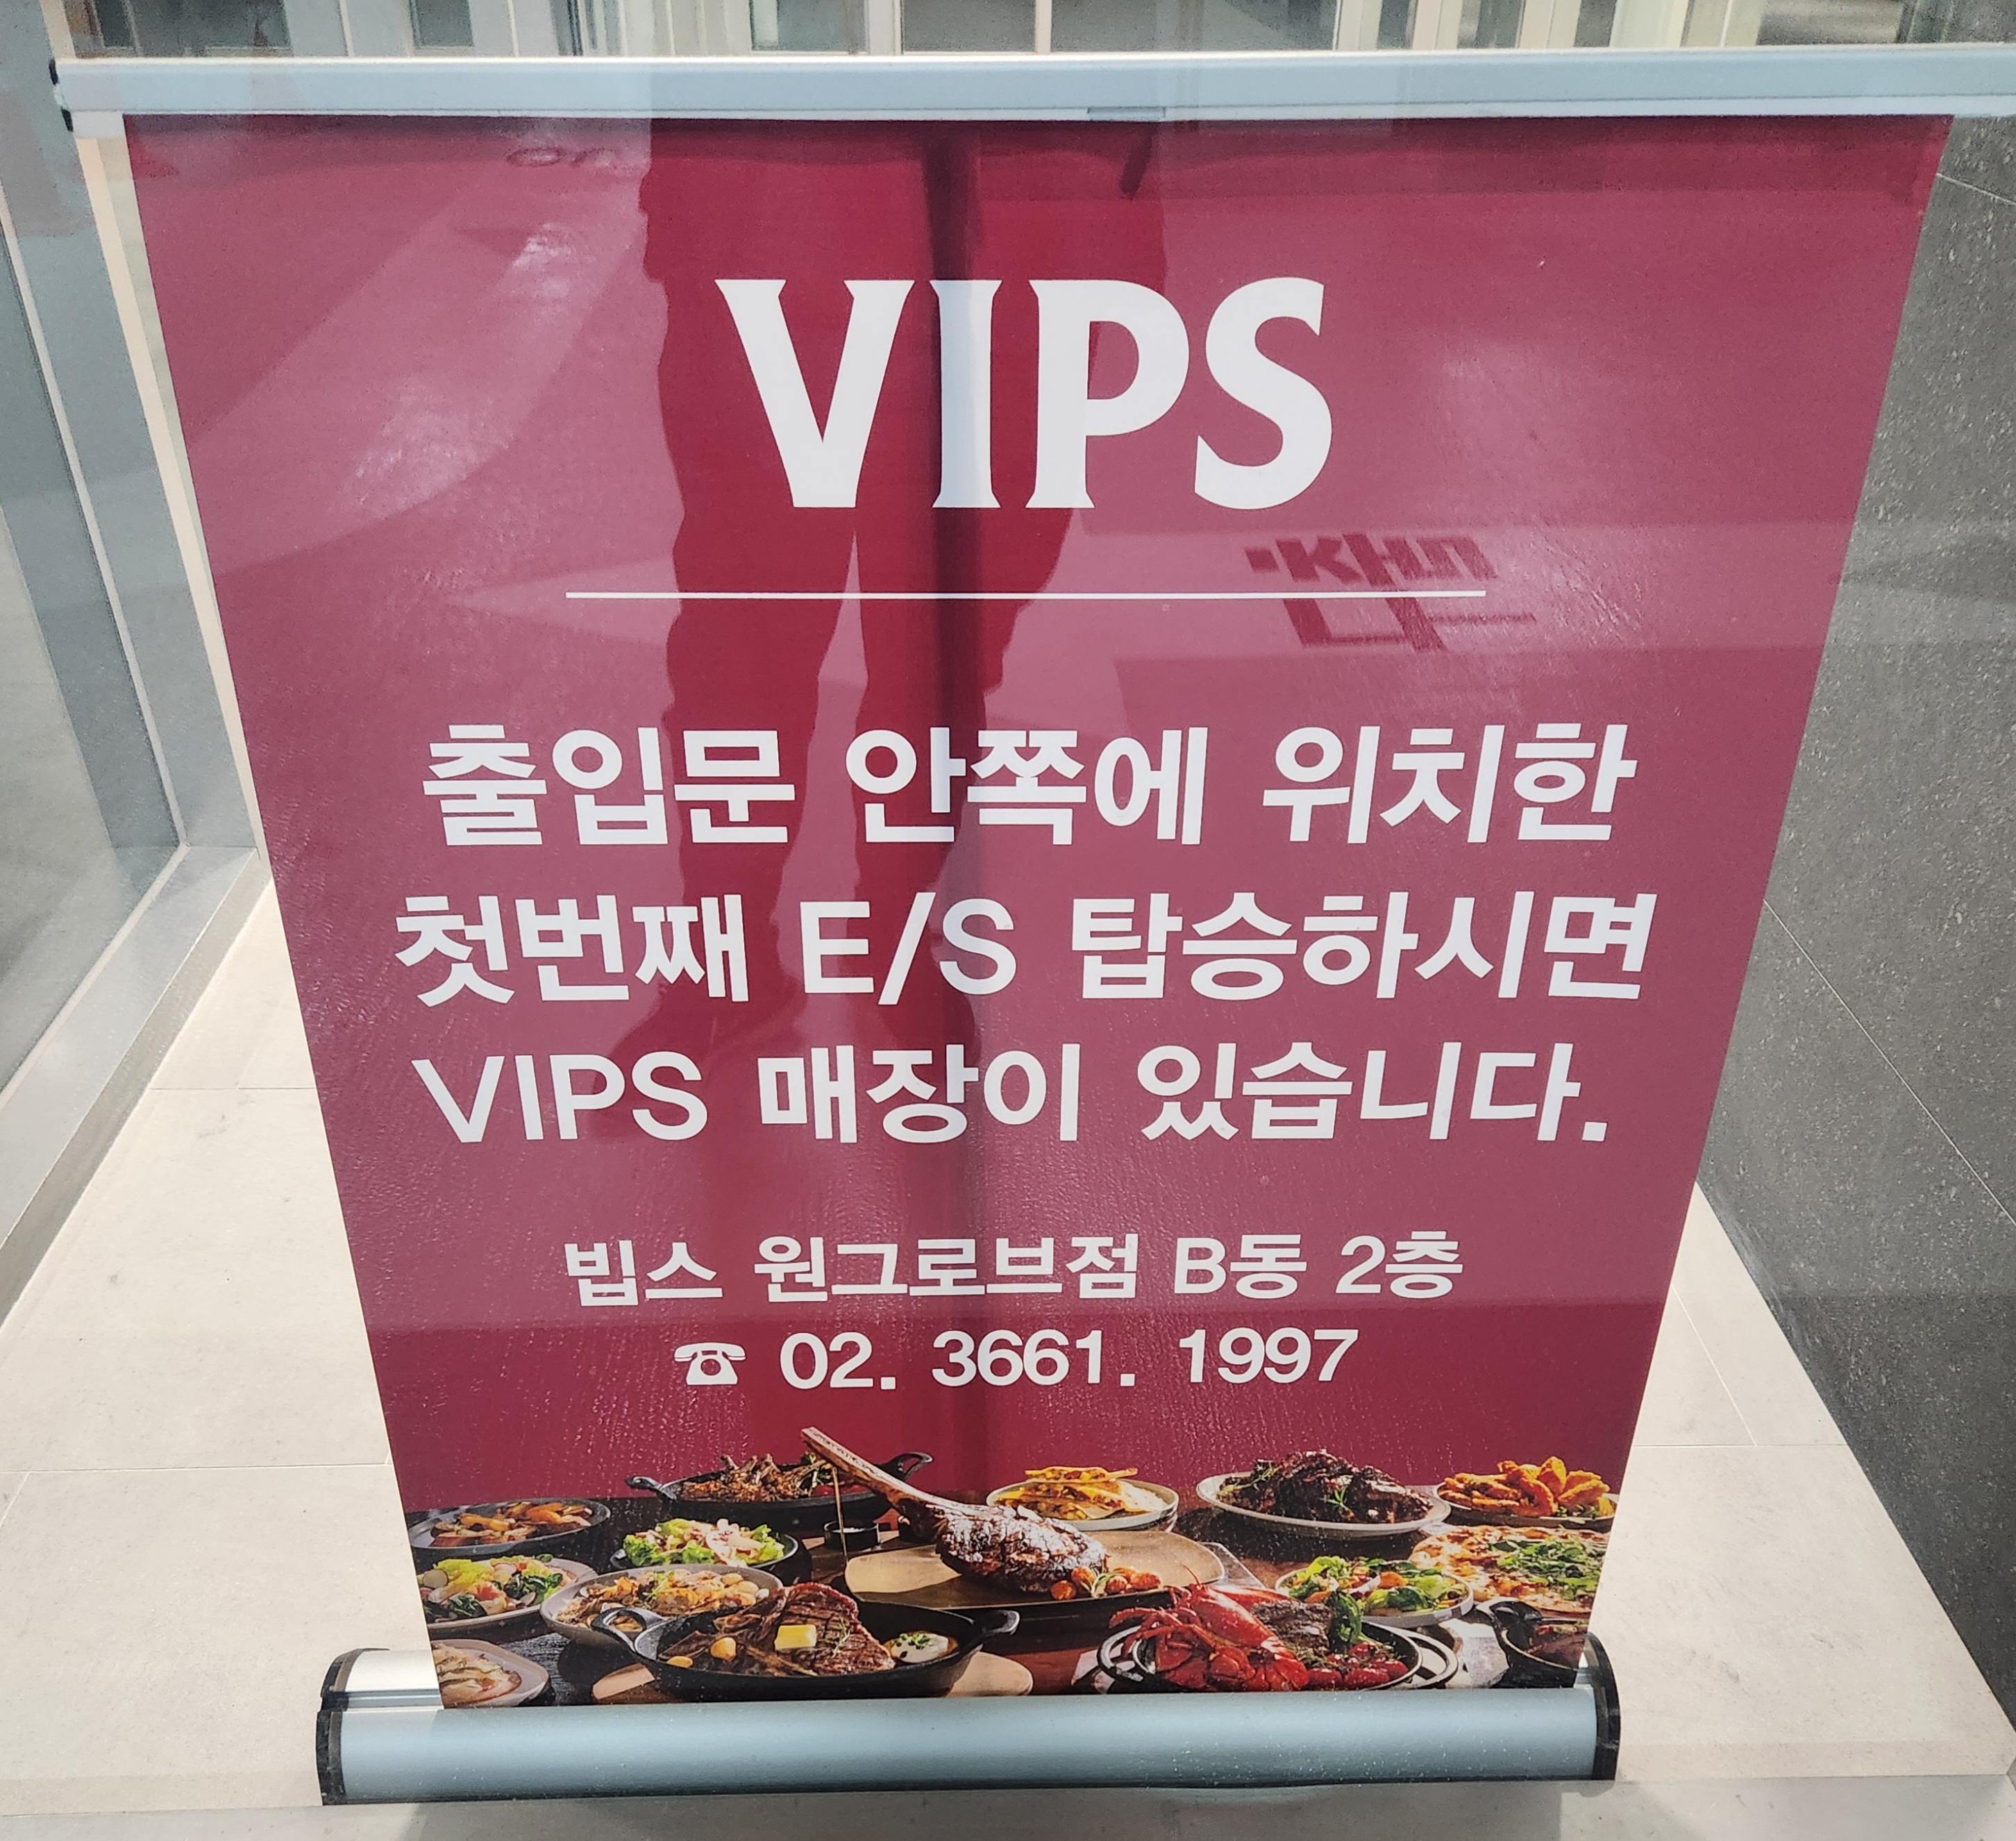 VIPS
출입문 안쪽에 위치한
첫번째 E/S 탑승하시면
VIPS 매장이 있습니다.
빕스 원그로브점 B동 2층
☎ 02. 3661. 1997